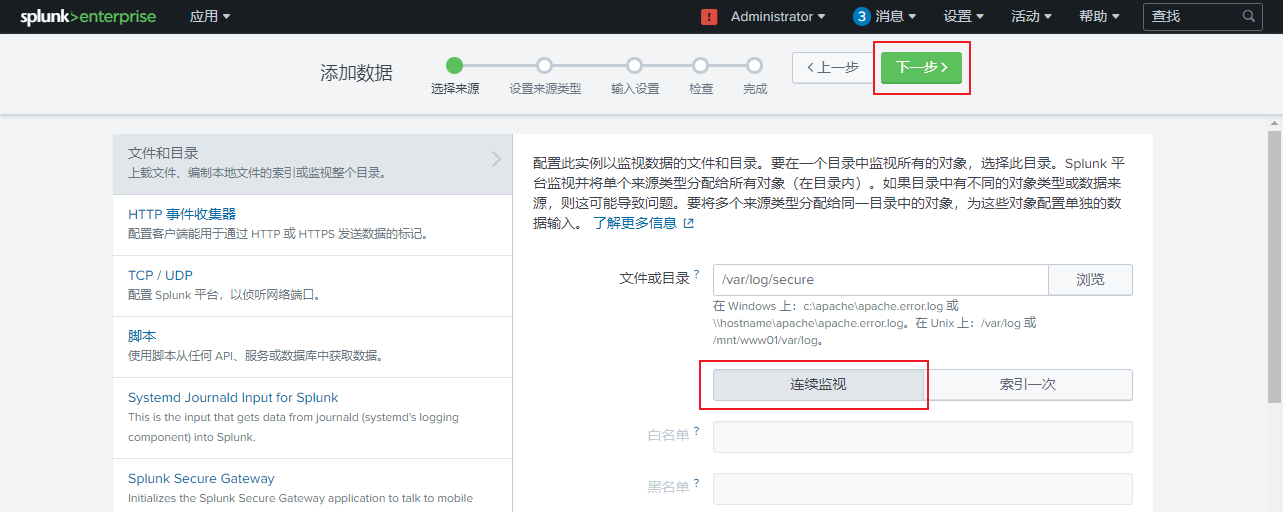 splunk>enterprise 应用 Administrator 3 消息 设置 活动 帮助 查找
添加数据
选择来源 设置来源类型 输入设置 检查 完成
上一步 下一步
文件和目录
上载文件、编制本地文件的索引或监视整个目录。
HTTP 事件收集器
配置客户端能用于通过 HTTP 或 HTTPS 发送数据的标记。
TCP / UDP
配置 Splunk 平台，以侦听网络端口。
脚本
使用脚本从任何 API、服务或数据库中获取数据。
Systemd Journald Input for Splunk
This is the input that gets data from journald (systemd's logging
component) into Splunk.
Splunk Secure Gateway
Initializes the Splunk Secure Gateway application to talk to mobile
配置此实例以监视数据的文件和目录。要在一个目录中监视所有的对象，选择此目录。Splunk 平
台监视并将单个来源类型分配给所有对象（在目录内）。如果目录中有不同的对象类型或数据来
源，则这可能导致问题。要将多个来源类型分配给同一目录中的对象，为这些对象配置单独的数
据输入。 了解更多信息
文件或目录 ? /var/log/secure 浏览
在 Windows 上：c:\apache\apache.error.log 或
\\hostname\apache\apache.error.log。在 Unix 上：/var/log 或
/mnt/www01/var/log。
连续监视 索引一次
白名单 ?
黑名单 ?